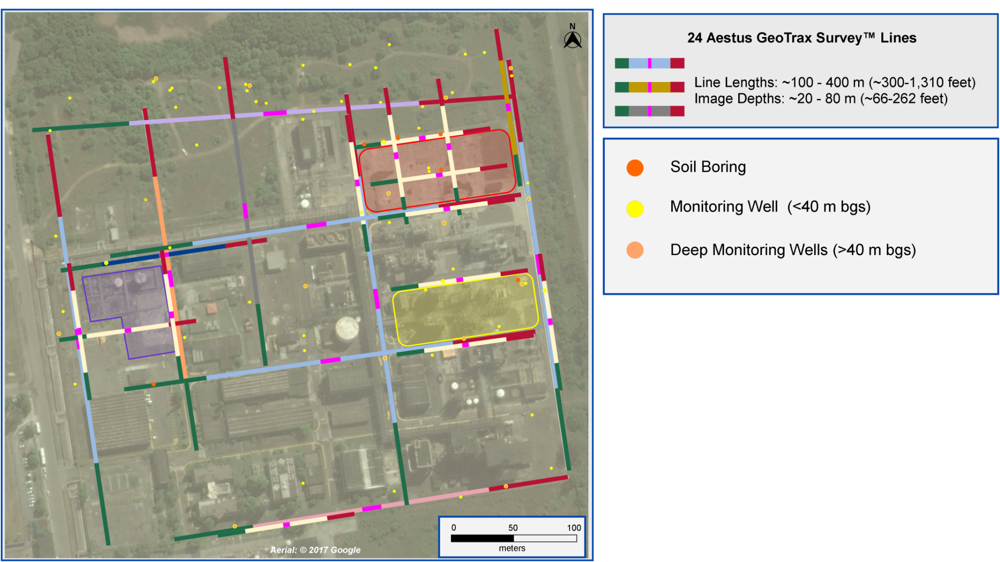 N
24 Aestus GeoTrax Survey™ Lines
Line Lengths: ~100 - 400 m (~300-1,310 feet)
Image Depths: ~20 - 80 m (~66-262 feet)
Soil Boring
Monitoring Well (<40 m bgs)
Deep Monitoring Wells (>40 m bgs)
0 50 100
meters
Aerial: © 2017 Google